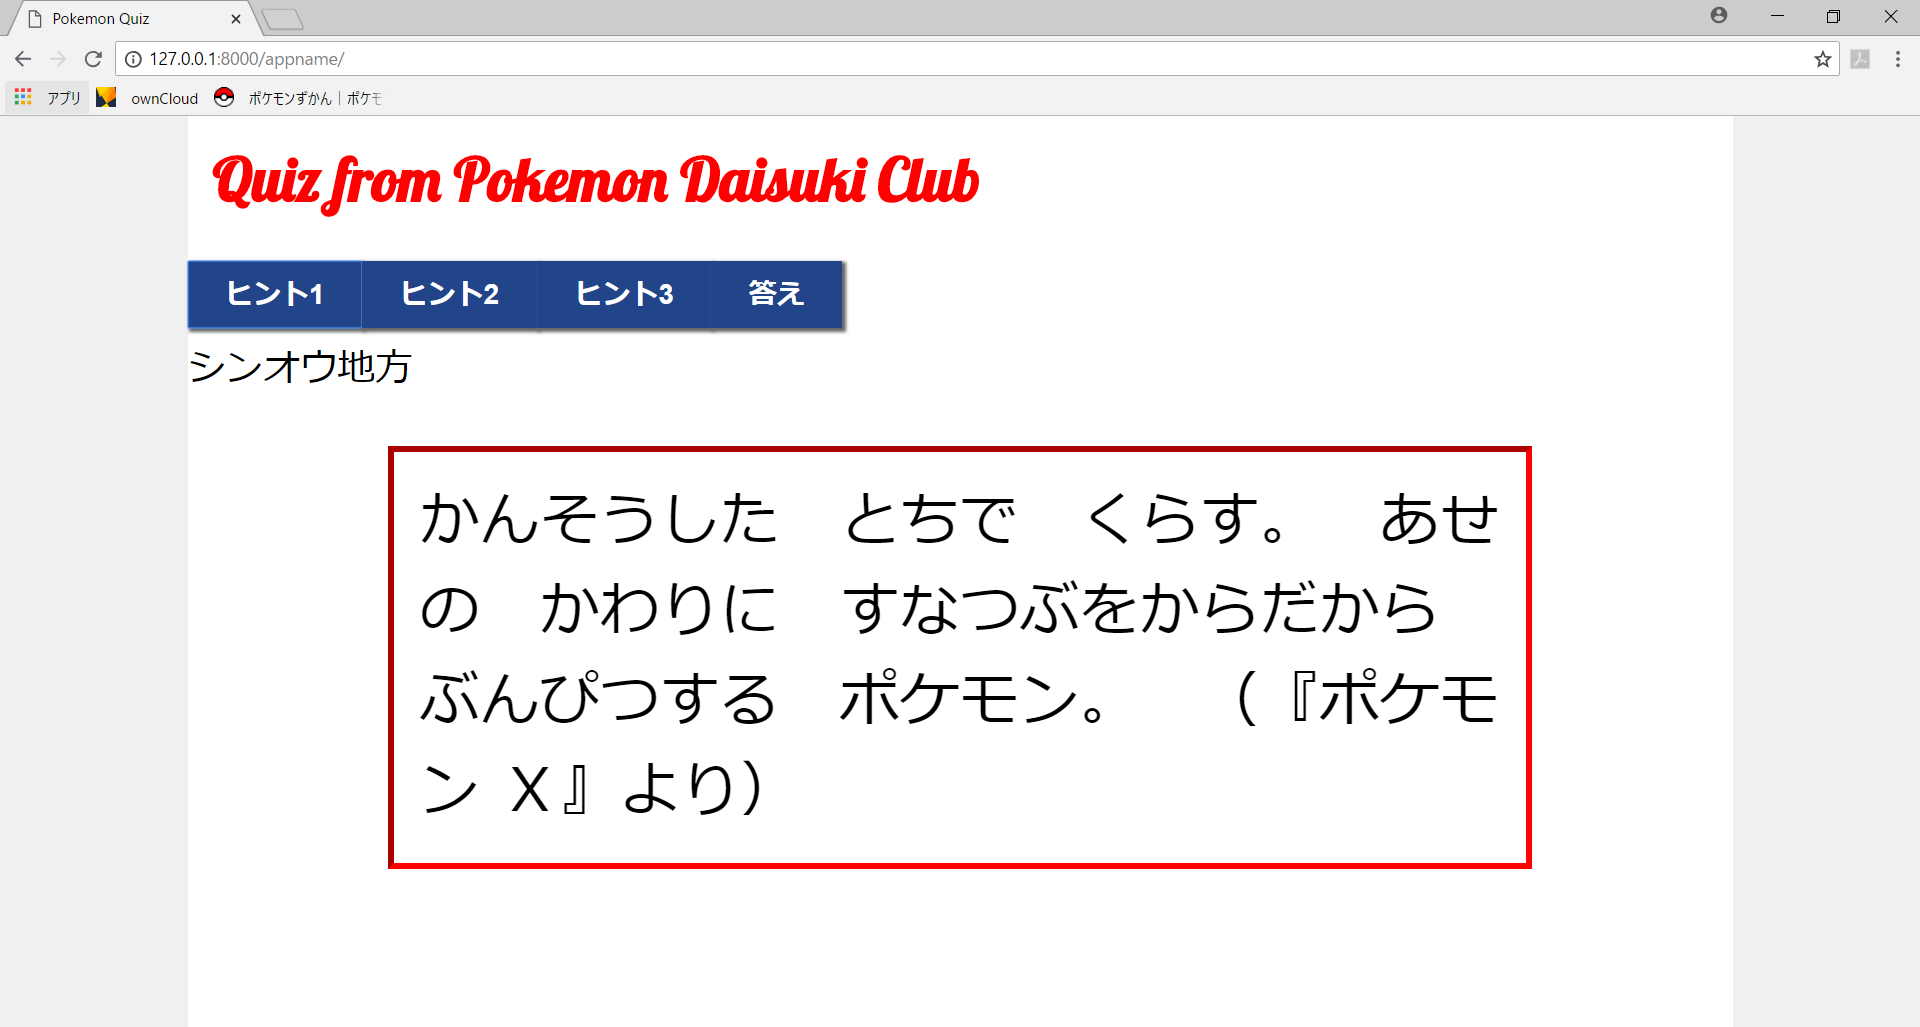 Pokemon Quiz
127.0.0.1:8000/appname/
アプリ ownCloud ポケモンずかん｜ポケモ
Quiz from Pokemon Daisuki Club
ヒント1 ヒント2 ヒント3 答え
シンオウ地方
かんそうした　とちで　くらす。　あせ
の　かわりに　すなつぶをからだから
ぶんぴつする　ポケモン。　（『ポケモ
ン X 』より）